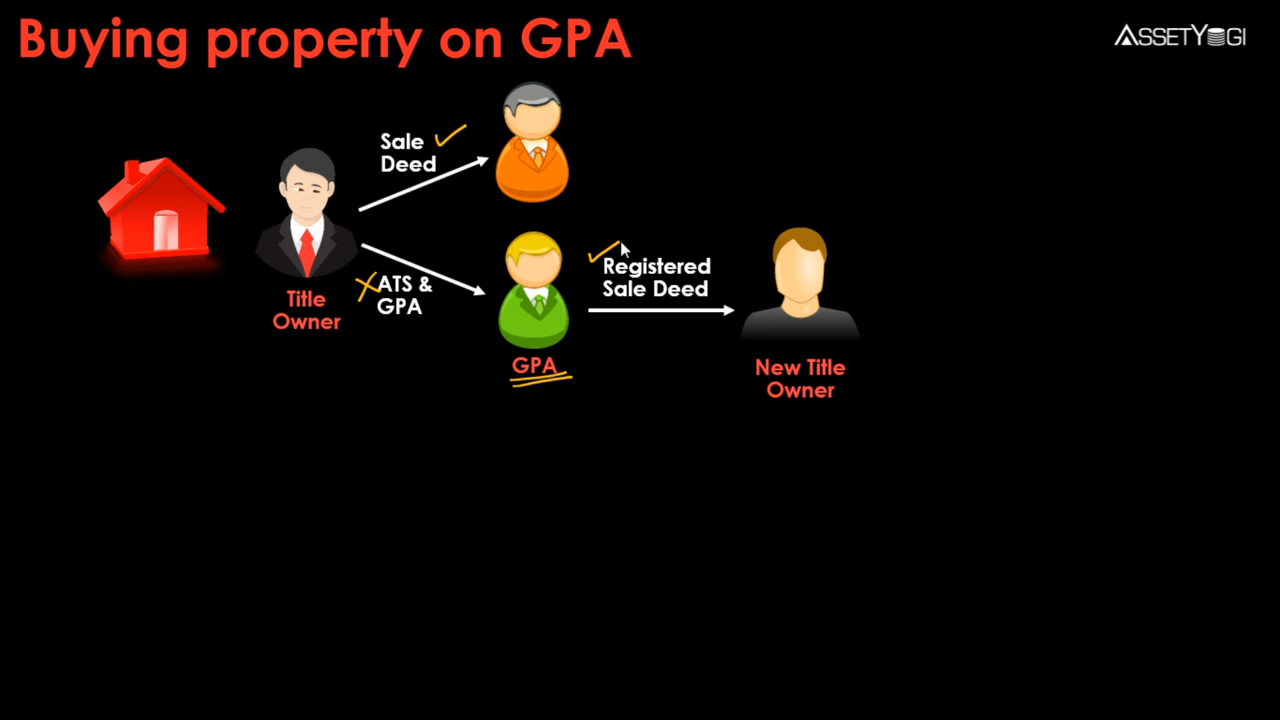 Buying property on GPA
ASSETYOGI
Sale
Deed
ATS &
GPA
Title
Owner
Registered
Sale Deed
GPA
New Title
Owner